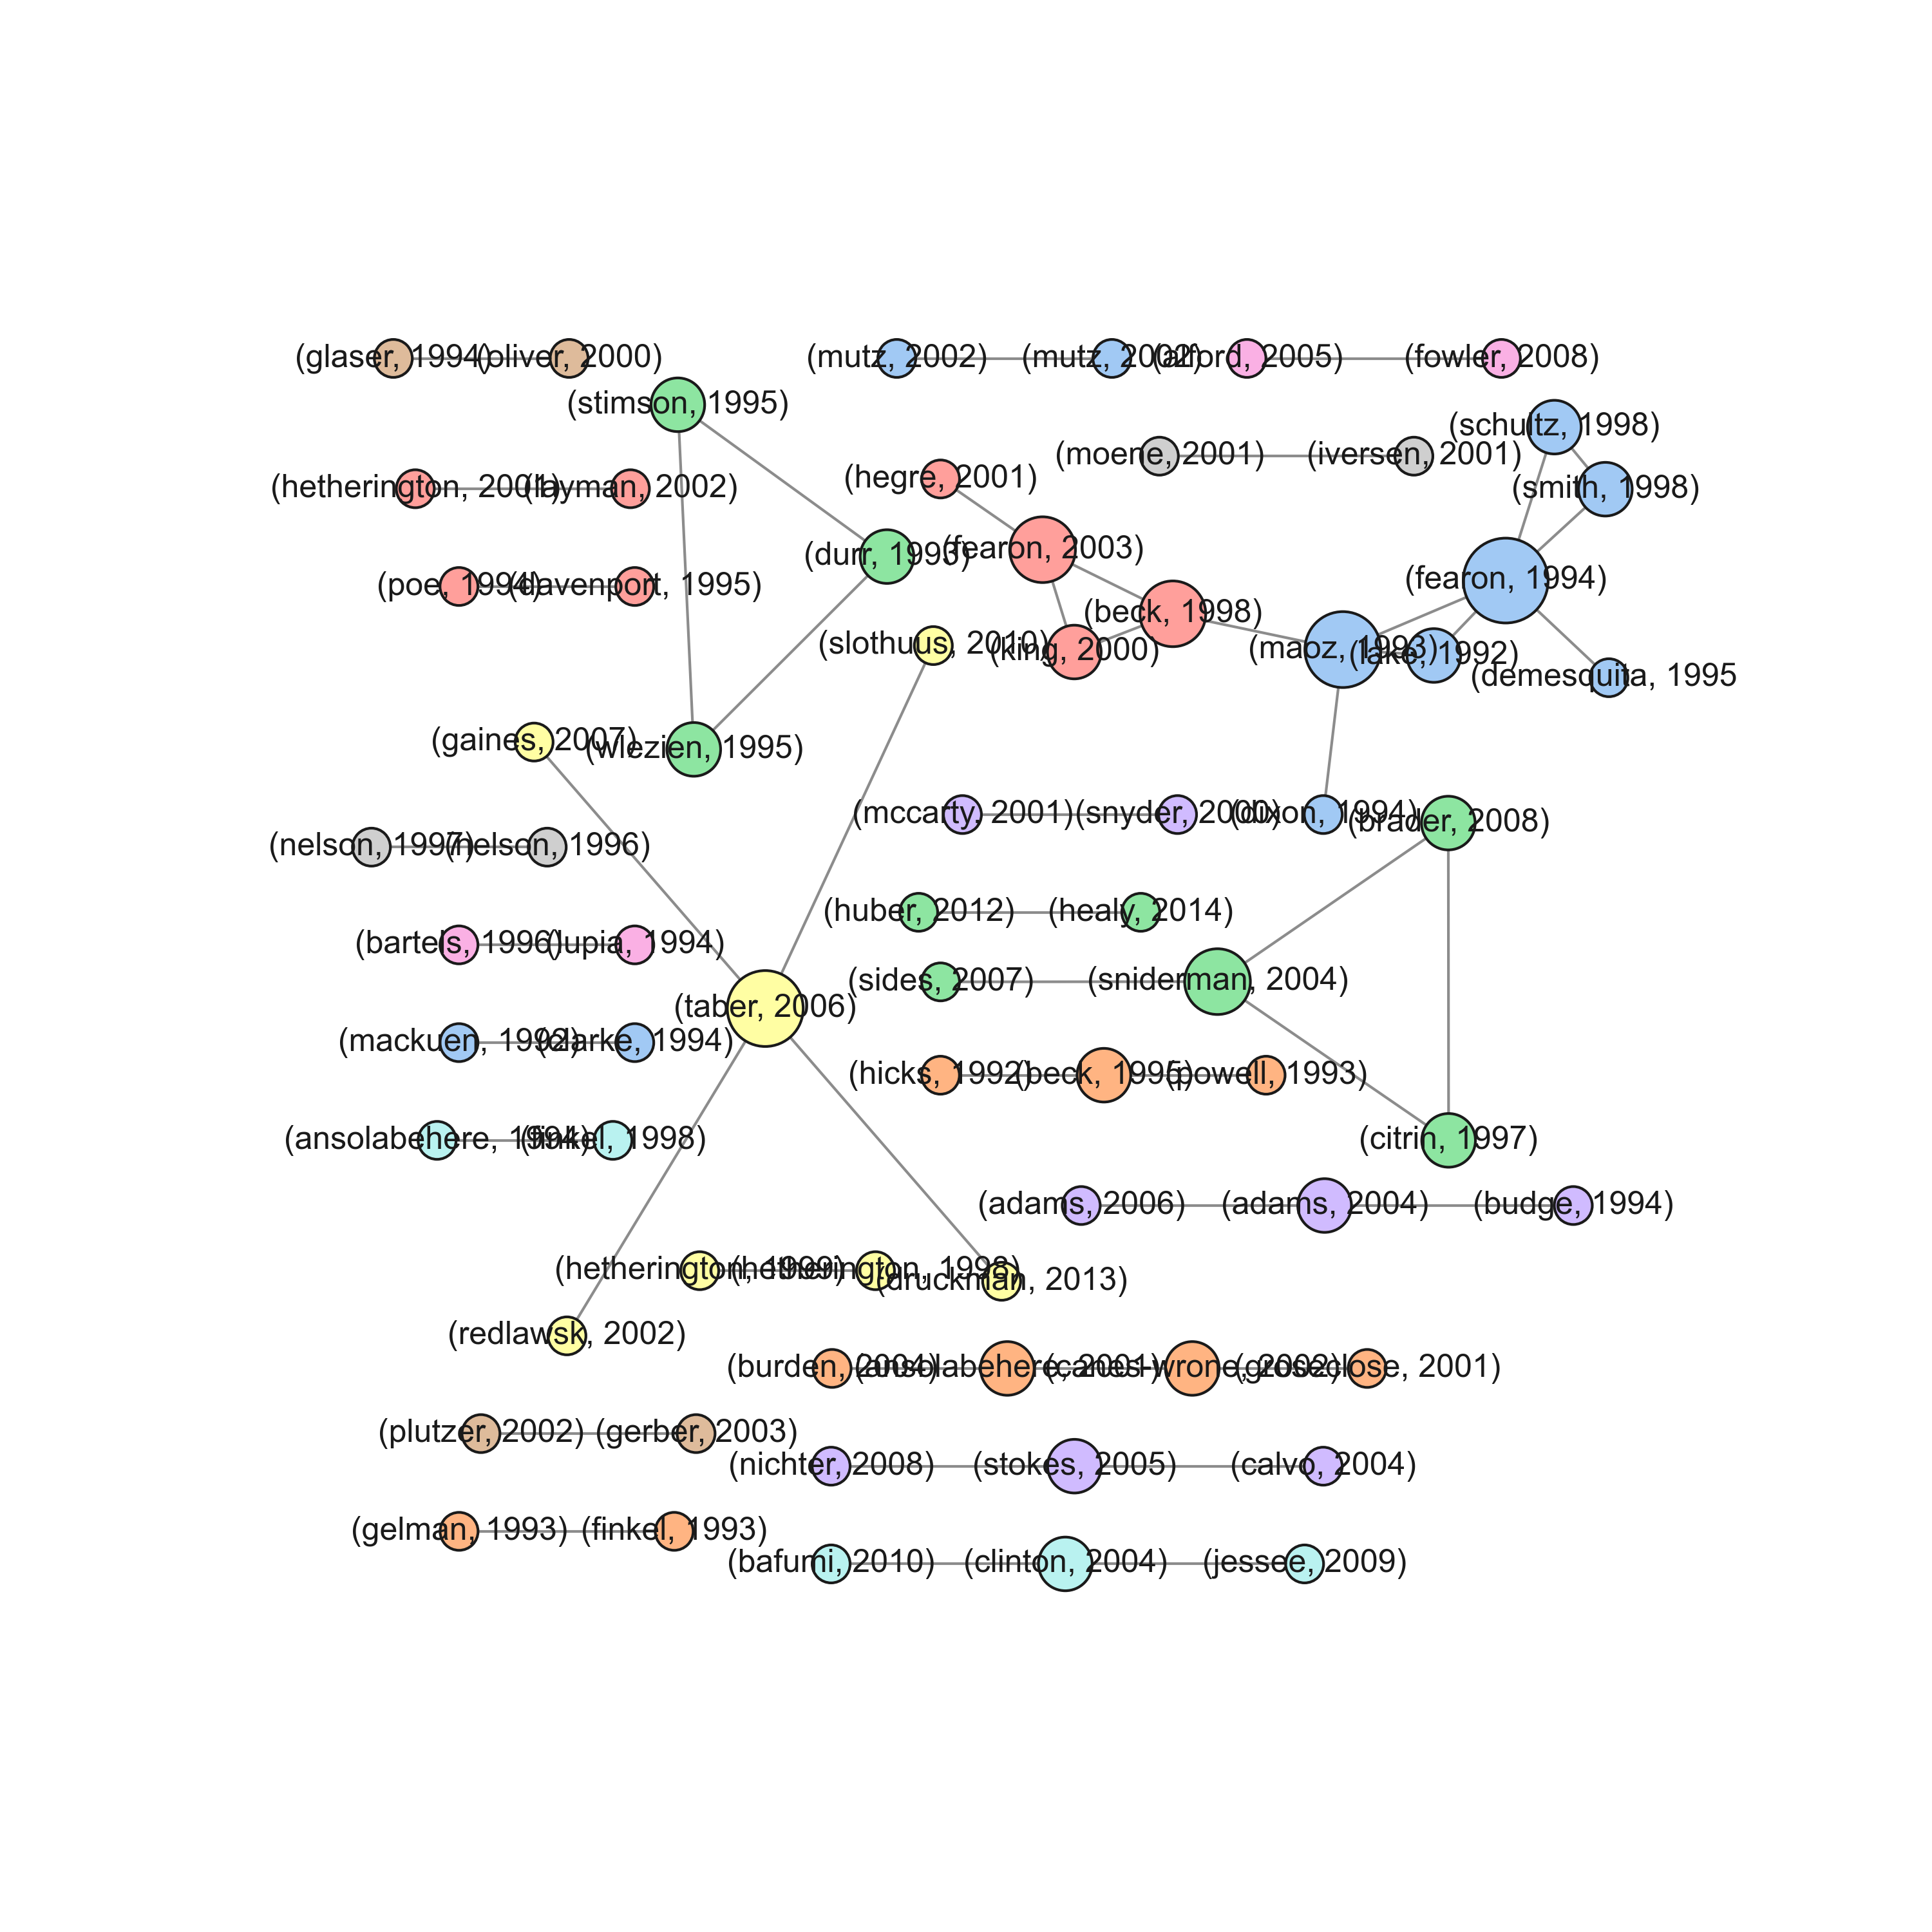 (glaser, 1994)
(oliver, 2000)
(mutz, 2002)
(mutz, 2002)
(alford, 2005)
(fowler, 2008)
(stimson, 1995)
(schultz, 1998)
(moene, 2001)
(iversen, 2001)
(hegre, 2001)
(hetherington, 2001)
(layman, 2002)
(smith, 1998)
(durr, 1993)
(fearon, 2003)
(poe, 1994)
(davenport, 1995)
(fearon, 1994)
(beck, 1998)
(slothuus, 2010)
(king, 2000)
(maoz, 1993)
(lake, 1992)
(demesquita, 1995
(gaines, 2007)
(wlezien, 1995)
(mccarty, 2001)
(snyder, 2000)
(dixon, 1994)
(brader, 2008)
(nelson, 1997)
(nelson, 1996)
(huber, 2012)
(healy, 2014)
(bartels, 1996)
(lupia, 1994)
(sides, 2007)
(sniderman, 2004)
(taber, 2006)
(mackuen, 1992)
(clarke, 1994)
(hicks, 1992)
(beck, 1995)
(powell, 1993)
(ansolabehere, 1994)
(finkel, 1998)
(citrin, 1997)
(adams, 2006)
(adams, 2004)
(budge, 1994)
(hetherington, 1999)
(hetherington, 1998)
(druckman, 2013)
(redlawsk, 2002)
(burden, 2004)
(ansolabehere, 2001)
(canes-wrone, 2002)
(groseclose, 2001)
(plutzer, 2002)
(gerber, 2003)
(nichter, 2008)
(stokes, 2005)
(calvo, 2004)
(gelman, 1993)
(finkel, 1993)
(bafumi, 2010)
(clinton, 2004)
(jessee, 2009)